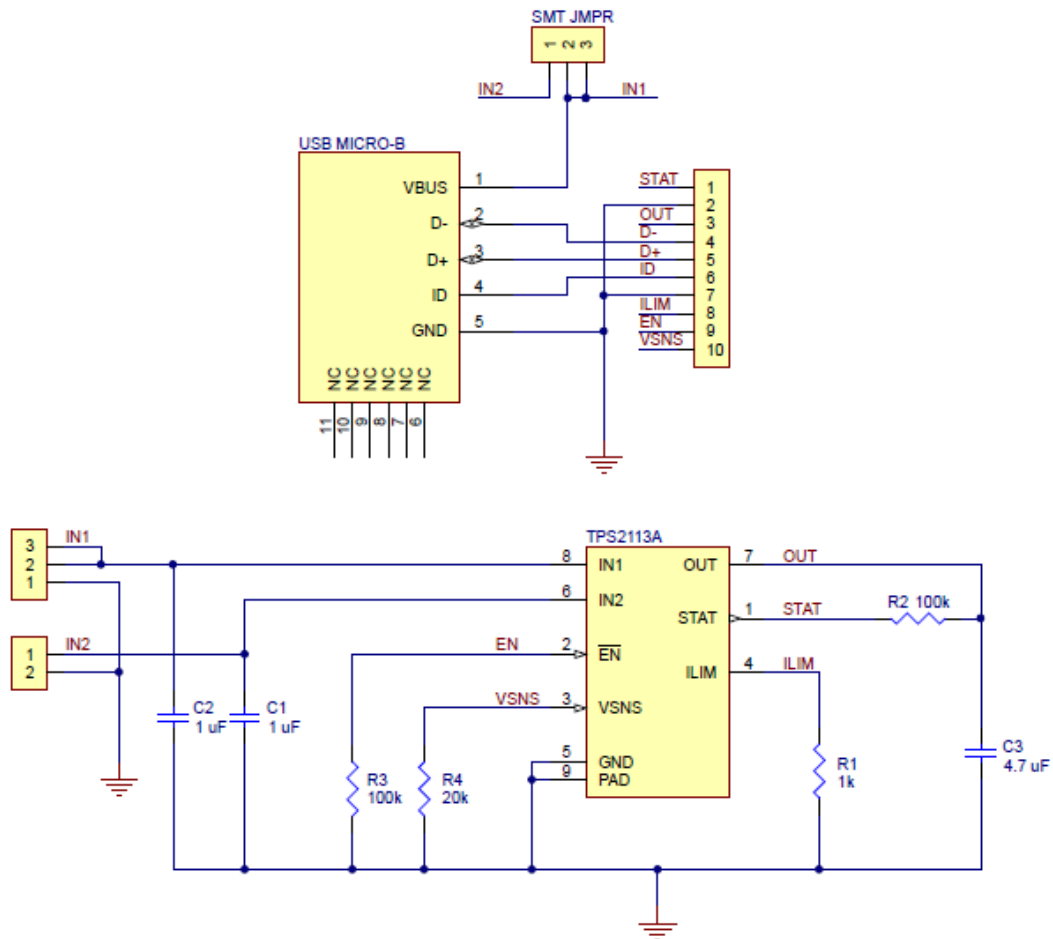 SMT JMPR
1 2 3
IN2 IN1
USB MICRO-B
VBUS 1
D- 2
D+ 3
ID 4
GND 5
NC NC NC NC NC NC
11 10 9 8 7 6
STAT 1
2
OUT 3
D- 4
D+ 5
ID 6
7
ILIM 8
EN 9
VSNS 10
3 IN1
2
1
1 IN2
2
TPS2113A
8 IN1
6 IN2
EN 2 EN
VSNS 3 VSNS
5 GND
9 PAD
OUT 7 OUT
STAT 1 STAT
ILIM 4 ILIM
R2 100k
C2
1 uF
C1
1 uF
R3
100k
R4
20k
R1
1k
C3
4.7 uF